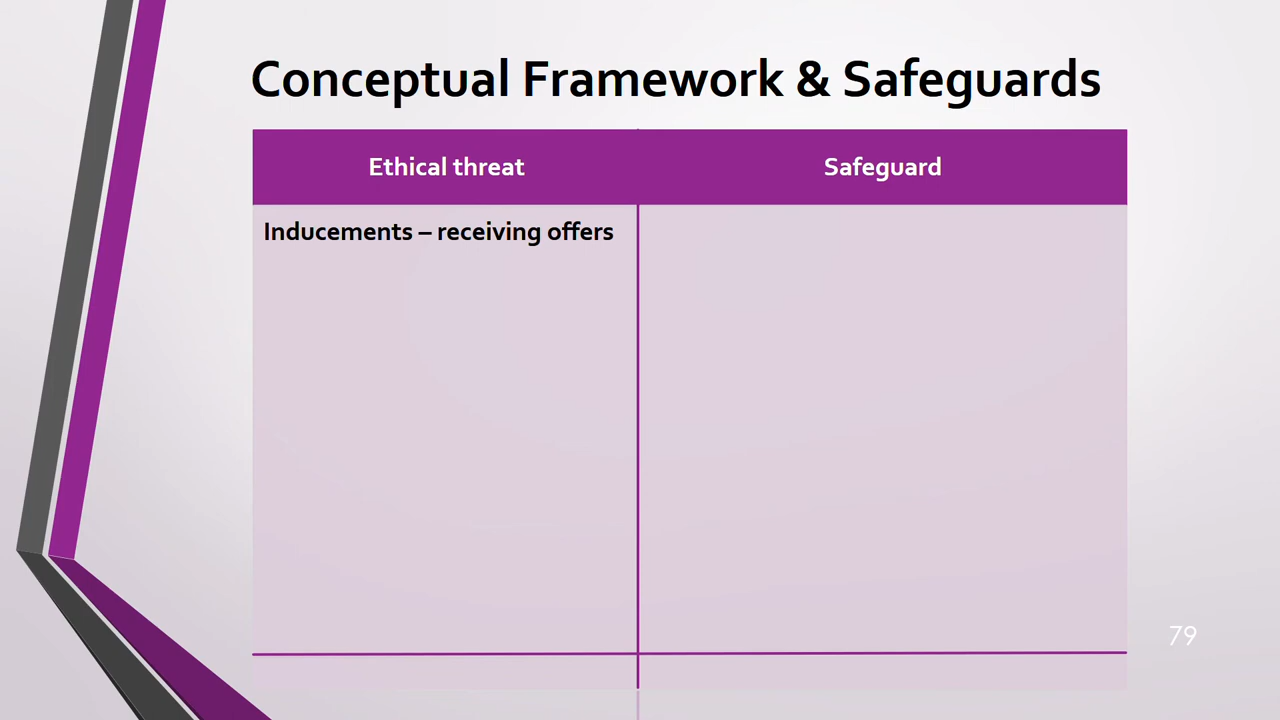 Conceptual Framework & Safeguards
Ethical threat
Safeguard
Inducements – receiving offers
79